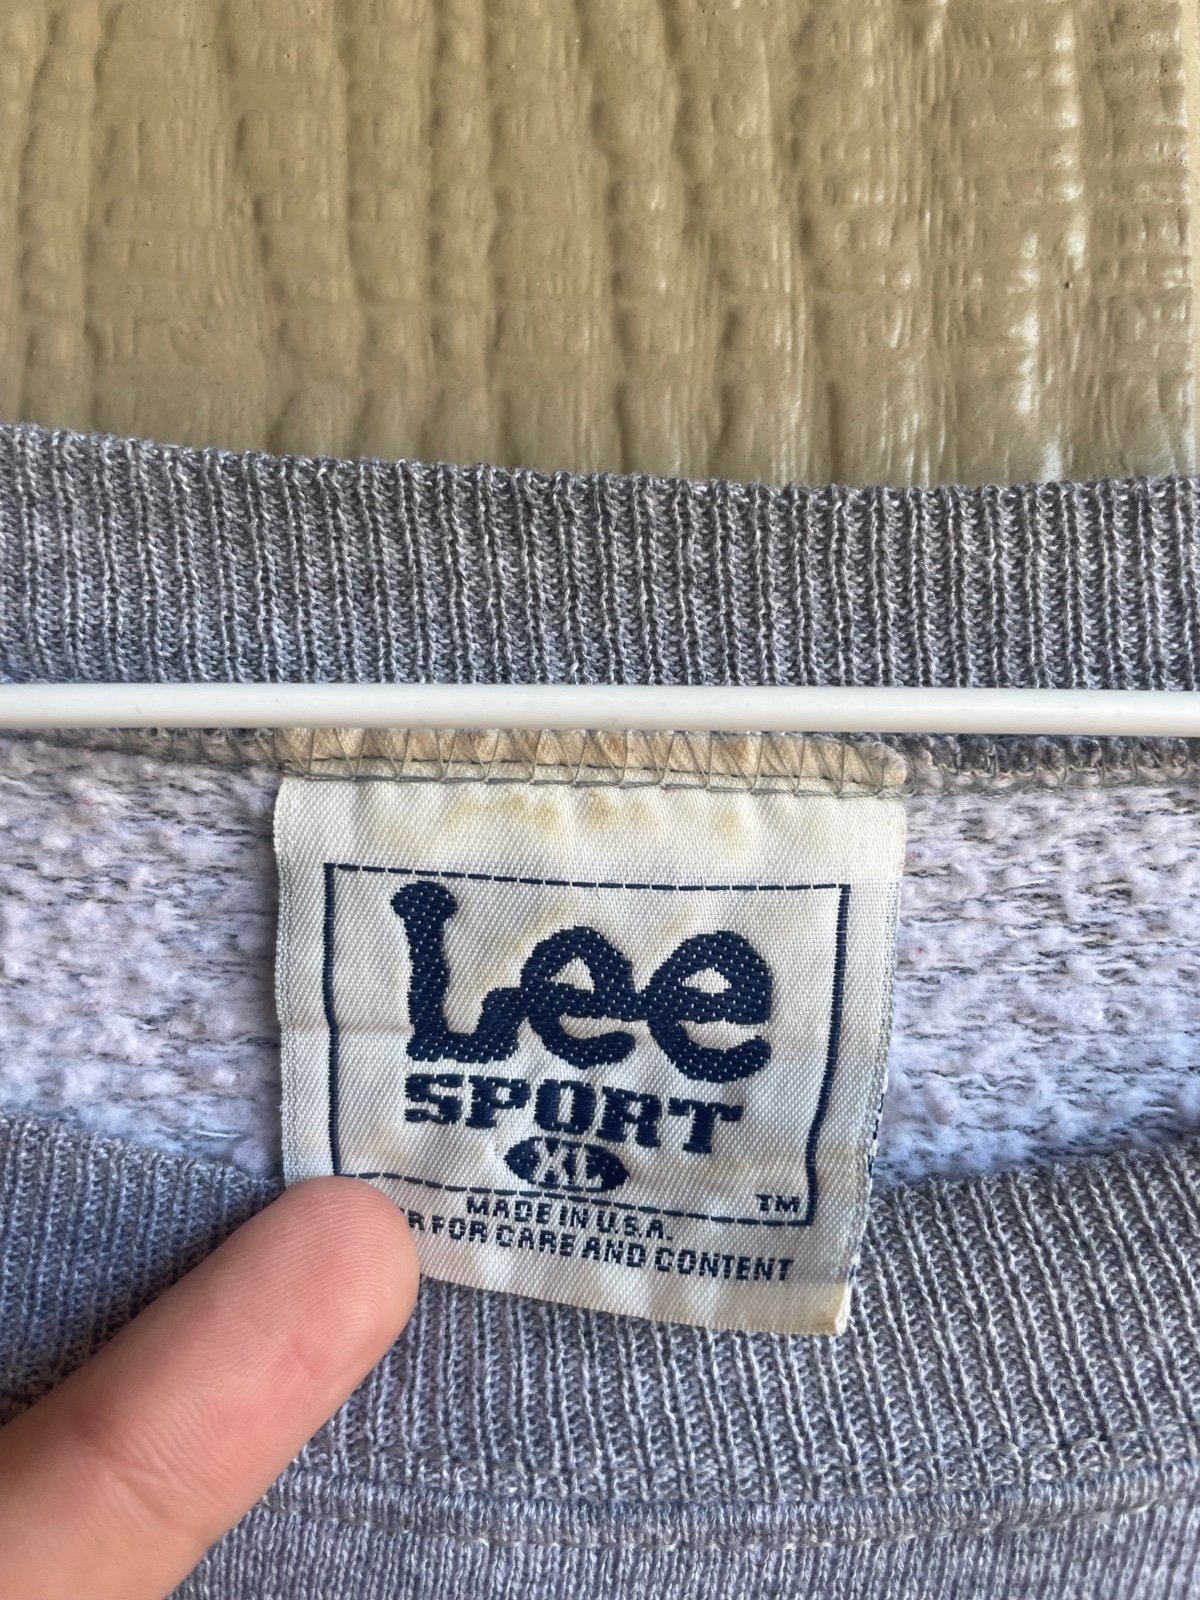 Lee
SPORT
XL
TM
MADE IN U.S.A.
FOR CARE AND CONTENT